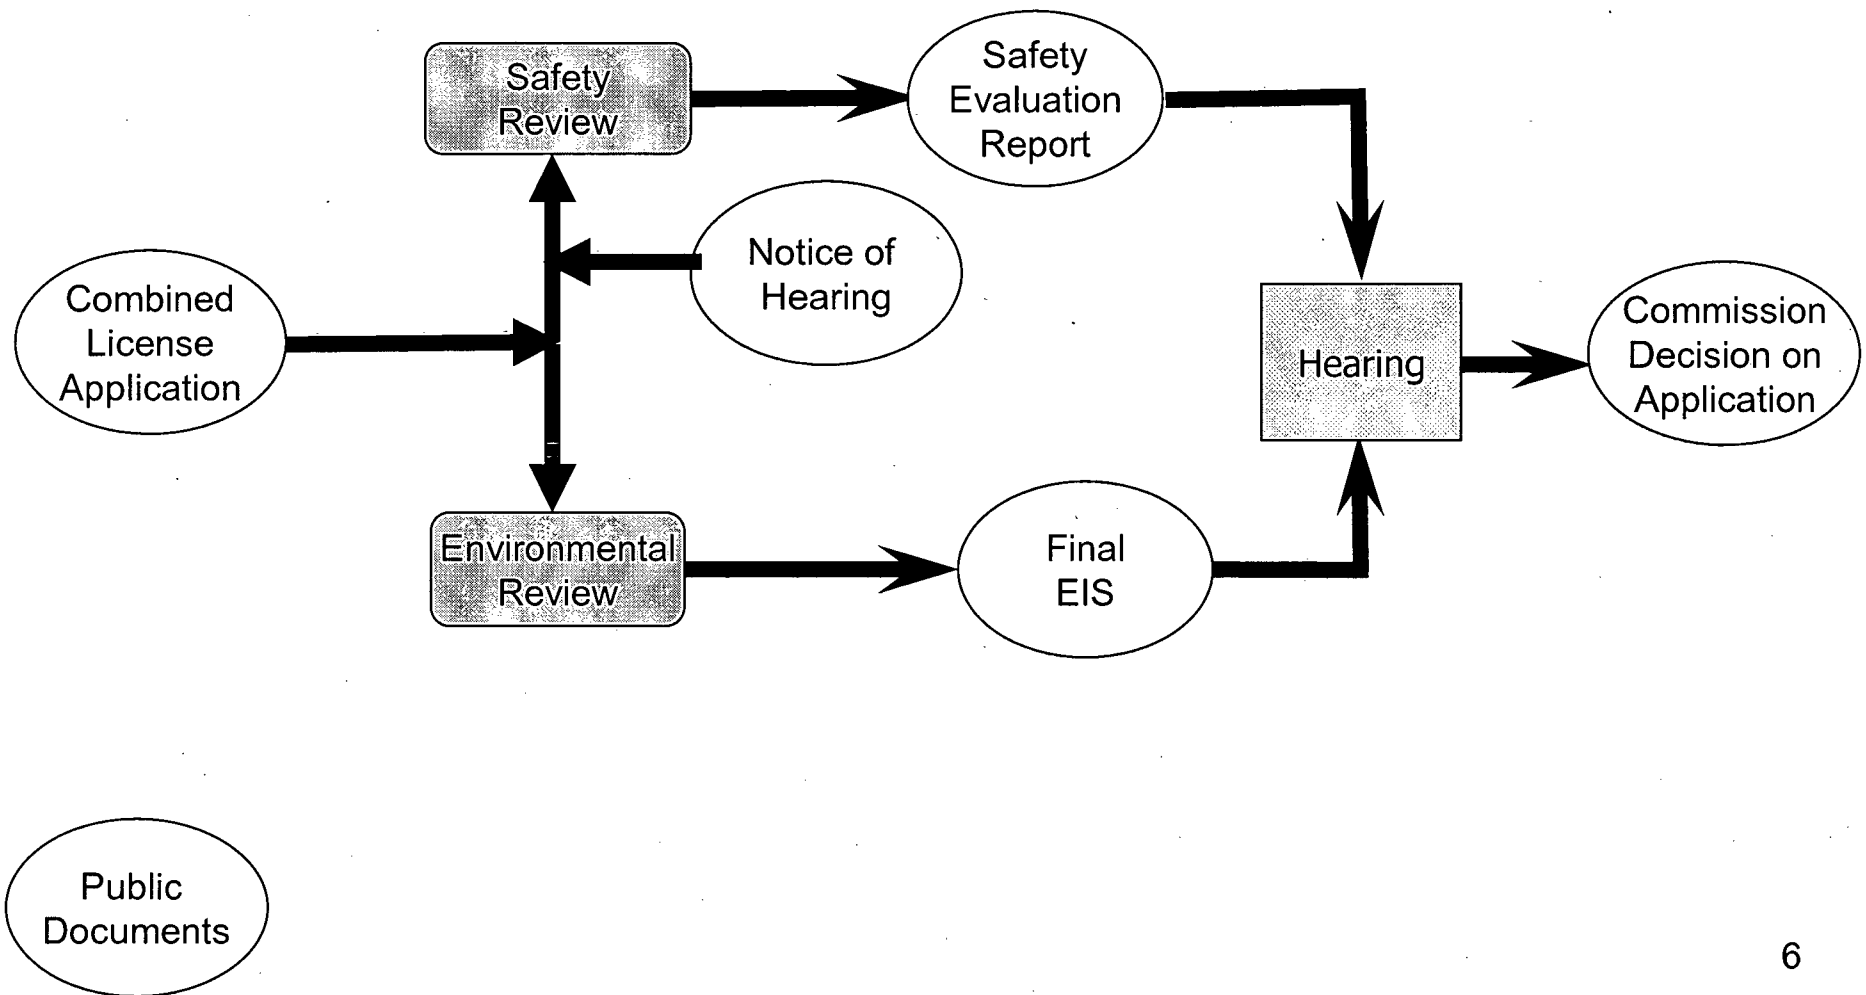 Safety
Review
Safety
Evaluation
Report
Notice of
Hearing
Combined
License
Application
Hearing
Commission
Decision on
Application
Environmental
Review
Final
EIS
Public
Documents
6